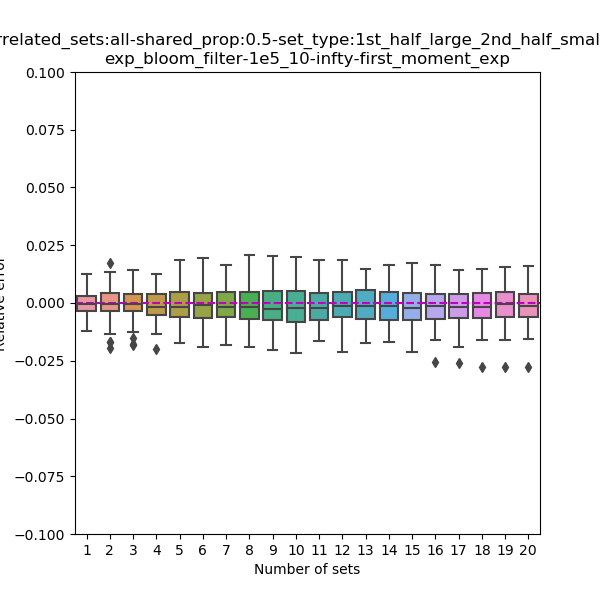 rrelated_sets:all-shared_prop:0.5-set_type:1st_half_large_2nd_half_smal
exp_bloom_filter-1e5_10-infty-first_moment_exp
0.100
0.075
0.050
0.025
0.000
−0.025
−0.050
−0.075
−0.100
Relative error
1 2 3 4 5 6 7 8 9 10 11 12 13 14 15 16 17 18 19 20
Number of sets